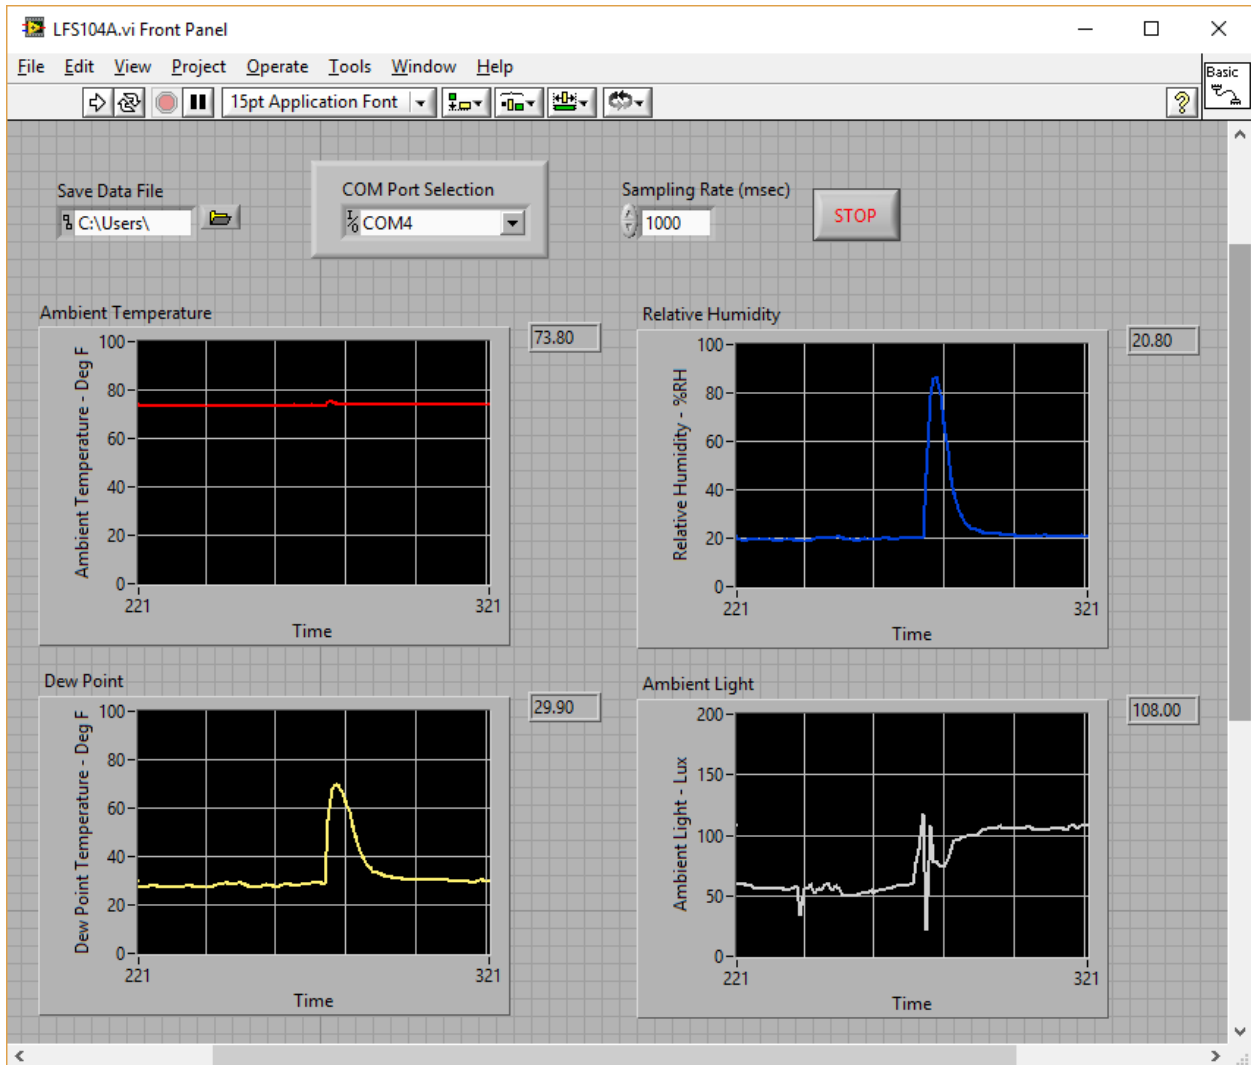 LFS104A.vi Front Panel
File Edit View Project Operate Tools Window Help
15pt Application Font
?
Basic
Save Data File
C:\Users\
COM Port Selection
I/O COM4
Sampling Rate (msec)
1000
STOP
Ambient Temperature
73.80
Ambient Temperature - Deg F
100
80
60
40
20
0
221 321
Time
Relative Humidity
20.80
Relative Humidity - %RH
100
80
60
40
20
0
221 321
Time
Dew Point
29.90
Dew Point Temperature - Deg F
100
80
60
40
20
0
221 321
Time
Ambient Light
108.00
Ambient Light - Lux
200
150
100
50
0
221 321
Time